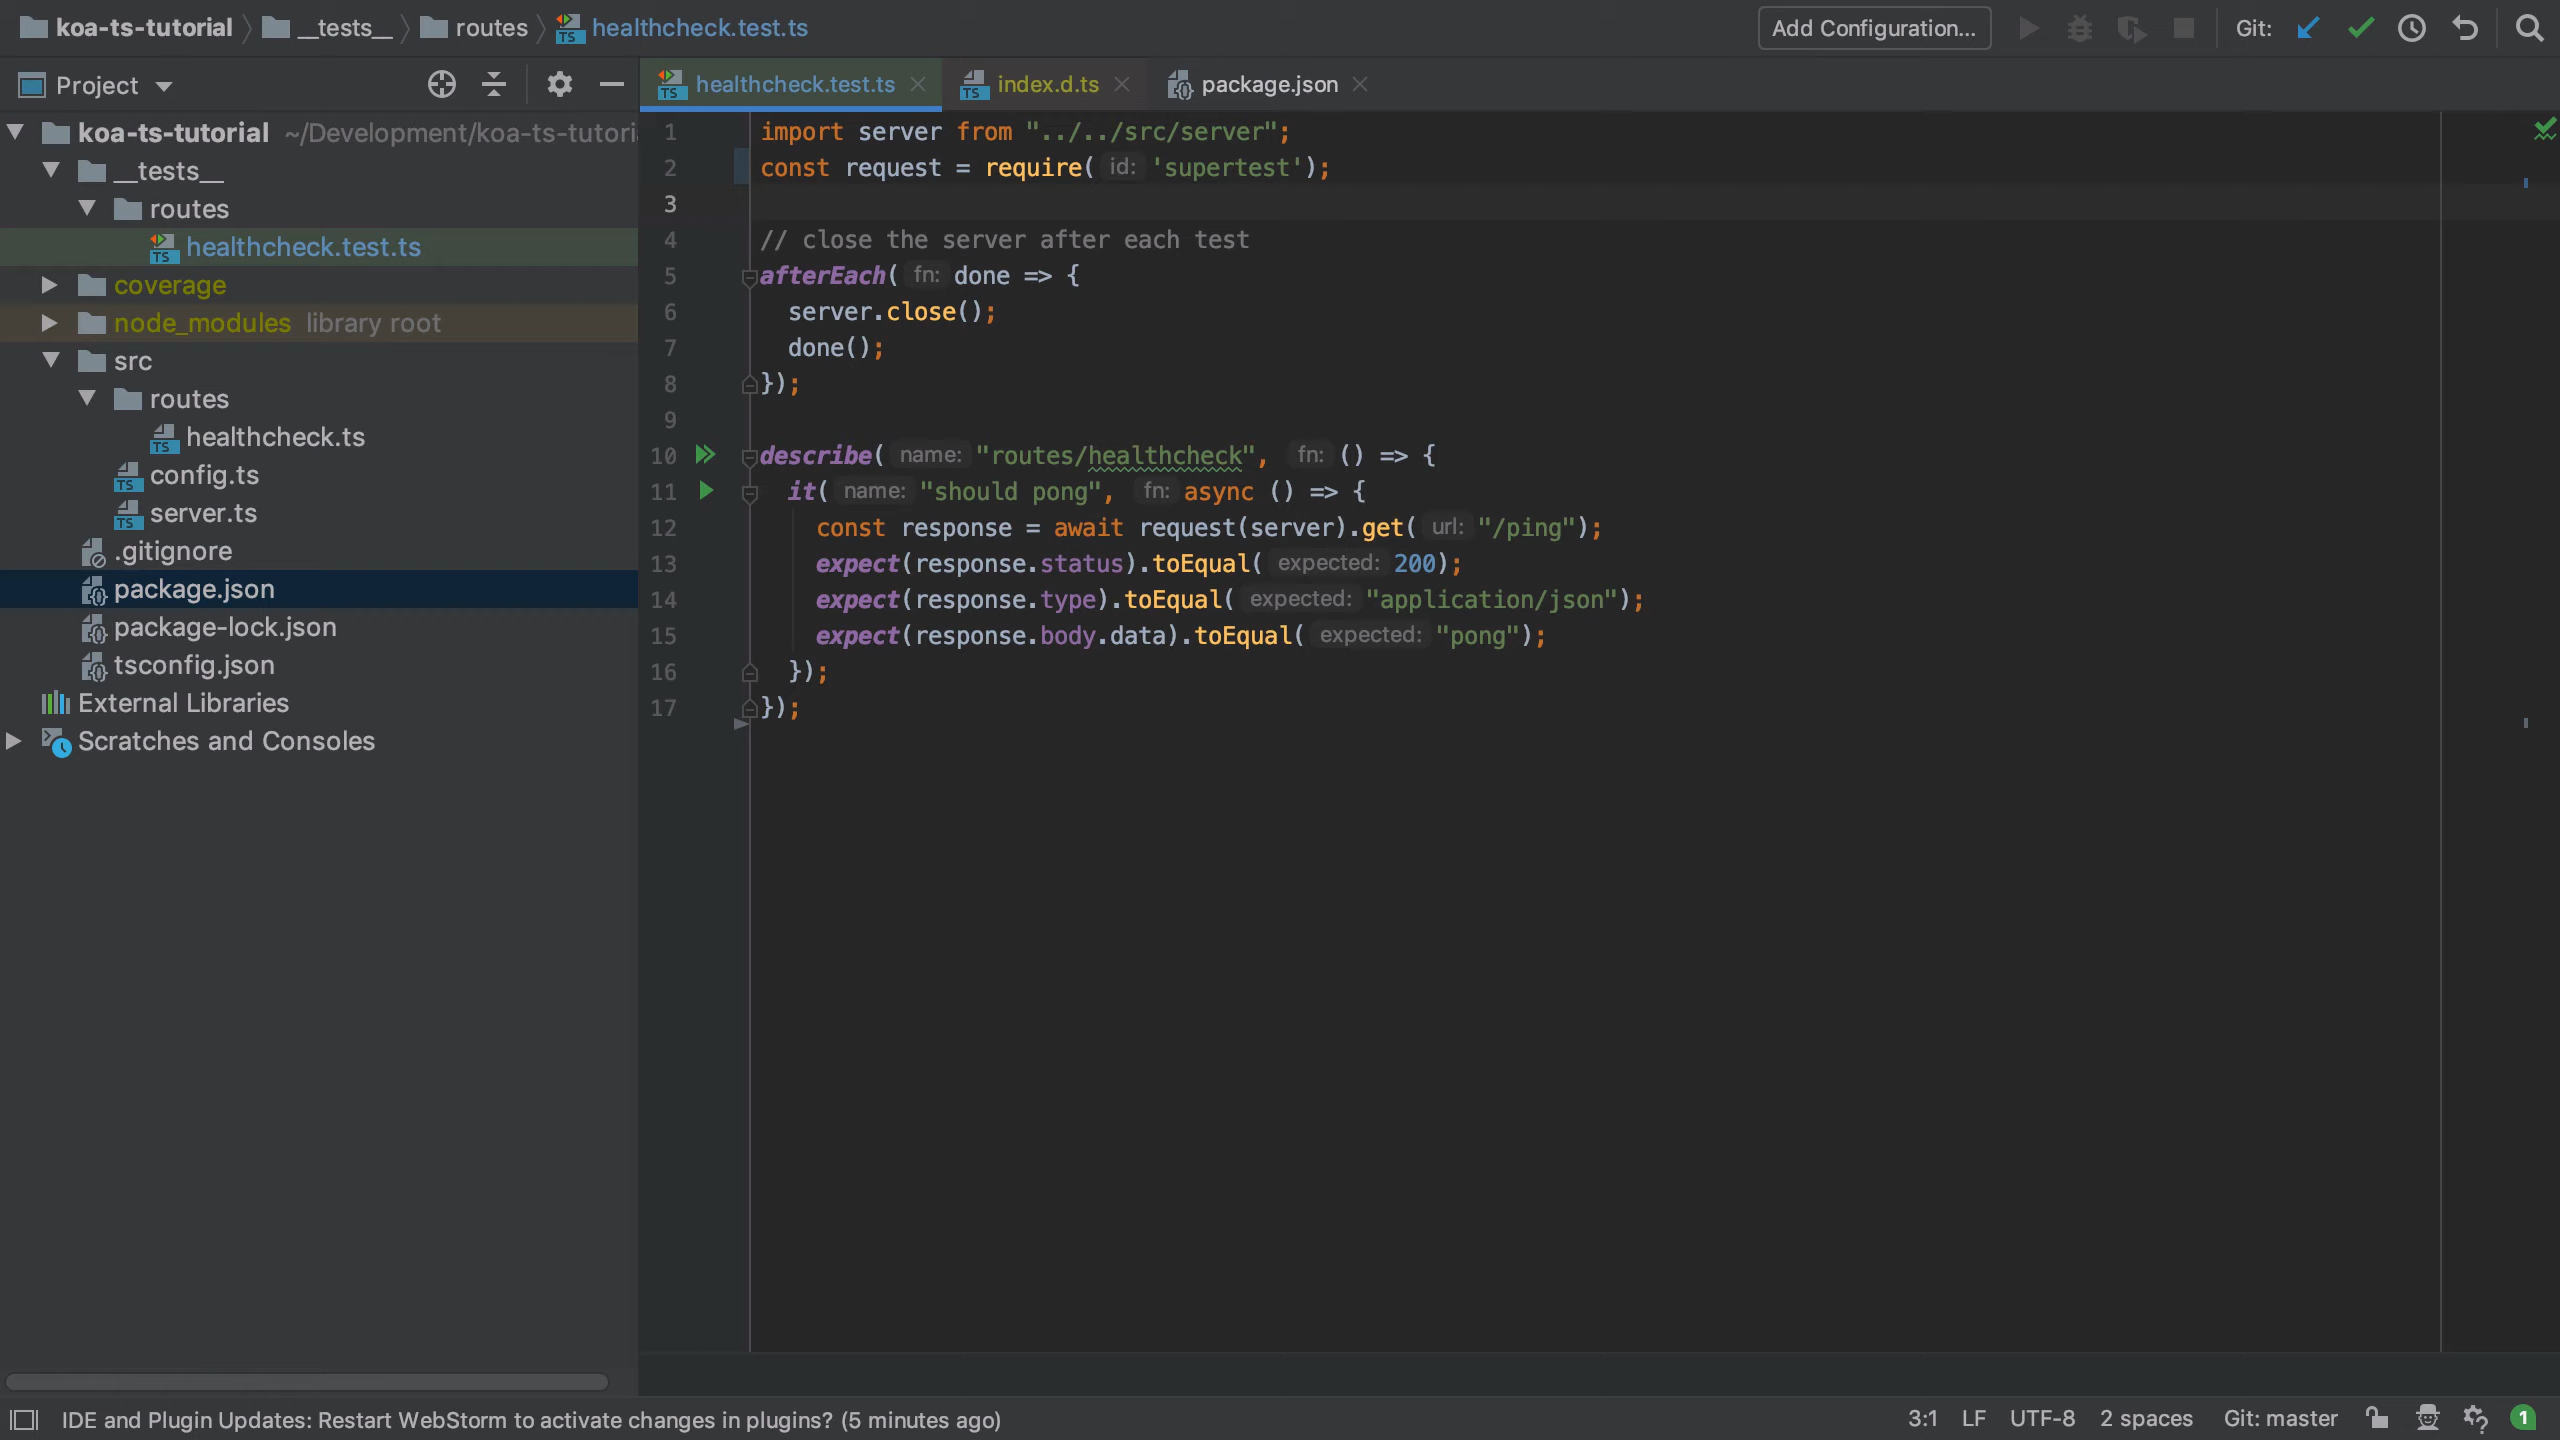 koa-ts-tutorial __tests__ routes healthcheck.test.ts Add Configuration... Git:
Project healthcheck.test.ts index.d.ts package.json
koa-ts-tutorial ~/Development/koa-ts-tutori
__tests__
routes
healthcheck.test.ts
coverage
node_modules library root
src
routes
healthcheck.ts
config.ts
server.ts
.gitignore
package.json
package-lock.json
tsconfig.json
External Libraries
Scratches and Consoles
1 import server from "../../src/server";
2 const request = require( id: 'supertest');
3
4 // close the server after each test
5 afterEach( fn: done => {
6 server.close();
7 done();
8 });
9
10 describe( name: "routes/healthcheck", fn: () => {
11 it( name: "should pong", fn: async () => {
12 const response = await request(server).get( url: "/ping");
13 expect(response.status).toEqual( expected: 200);
14 expect(response.type).toEqual( expected: "application/json");
15 expect(response.body.data).toEqual( expected: "pong");
16 });
17 });
IDE and Plugin Updates: Restart WebStorm to activate changes in plugins? (5 minutes ago) 3:1 LF UTF-8 2 spaces Git: master 1